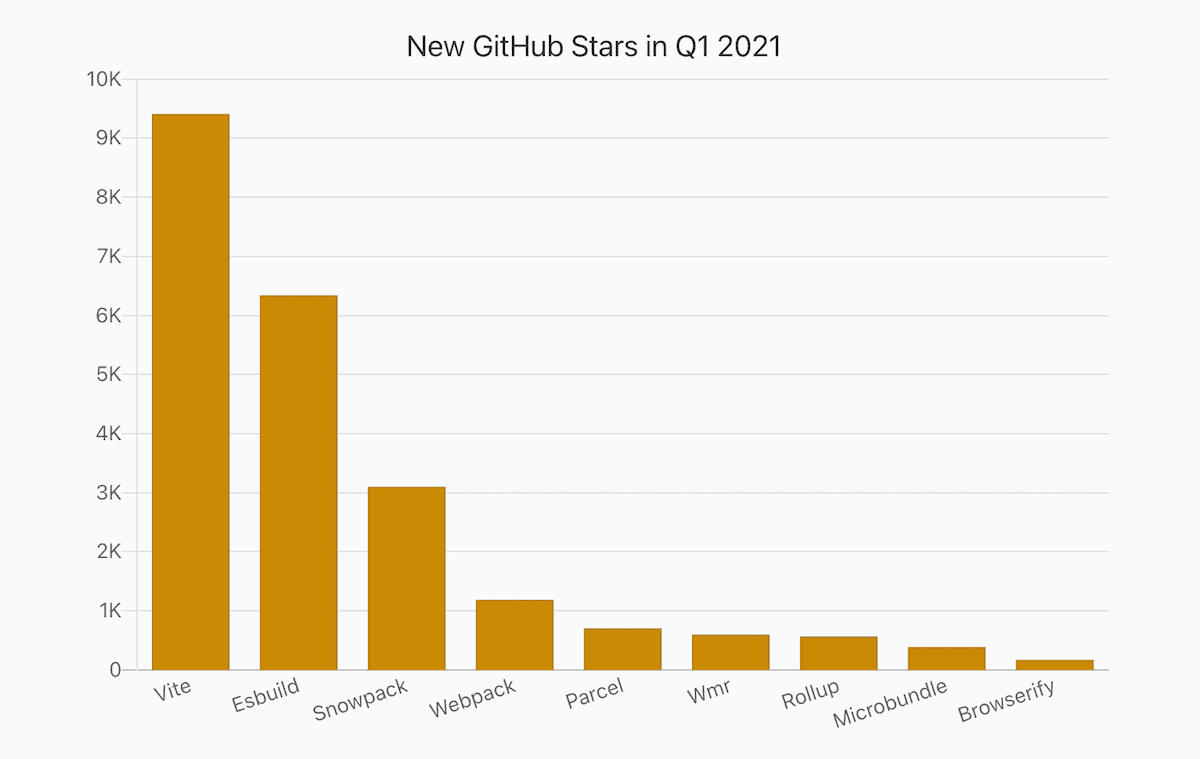 New GitHub Stars in Q1 2021
10K
9K
8K
7K
6K
5K
4K
3K
2K
1K
0
Vite
Esbuild
Snowpack
Webpack
Parcel
Wmr
Rollup
Microbundle
Browserify